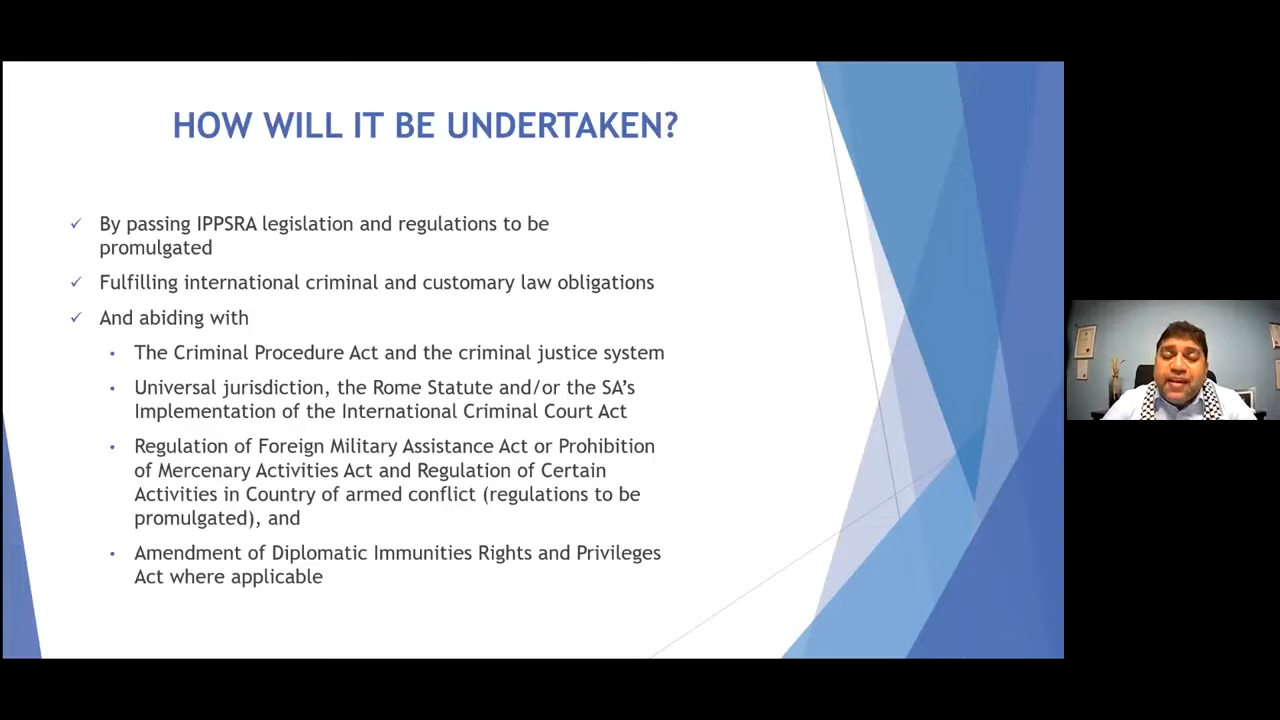 HOW WILL IT BE UNDERTAKEN?
✓ By passing IPPSRA legislation and regulations to be
promulgated
✓ Fulfilling international criminal and customary law obligations
✓ And abiding with
• The Criminal Procedure Act and the criminal justice system
• Universal jurisdiction, the Rome Statute and/or the SA's
Implementation of the International Criminal Court Act
• Regulation of Foreign Military Assistance Act or Prohibition
of Mercenary Activities Act and Regulation of Certain
Activities in Country of armed conflict (regulations to be
promulgated), and
• Amendment of Diplomatic Immunities Rights and Privileges
Act where applicable